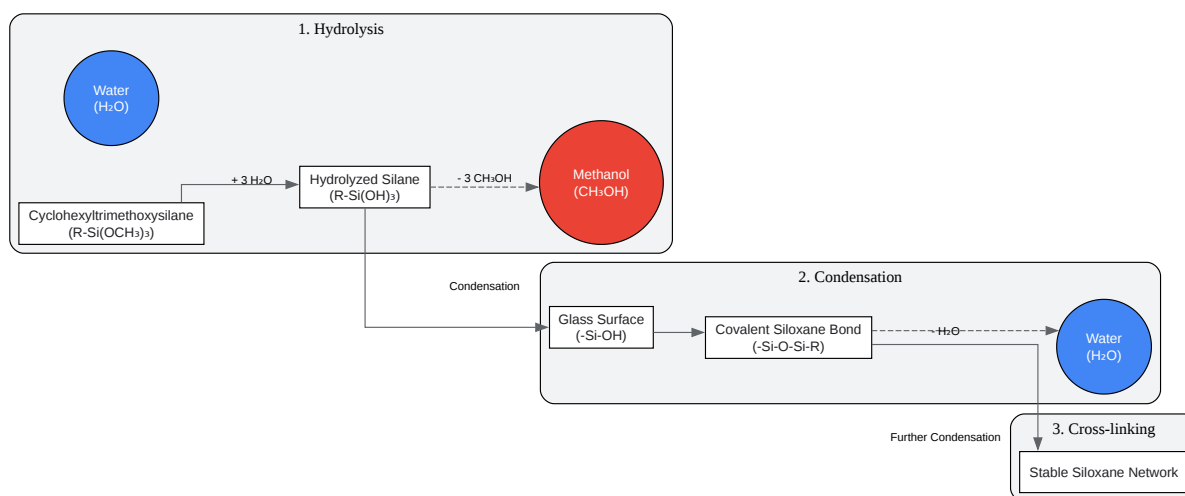 1. Hydrolysis
Water
(H₂O)
+ 3 H₂O
Hydrolyzed Silane
(R-Si(OH)₃)
- 3 CH₃OH
Methanol
(CH₃OH)
Cyclohexyltrimethoxysilane
(R-Si(OCH₃)₃)
Condensation
2. Condensation
Glass Surface
(-Si-OH)
Covalent Siloxane Bond
(-Si-O-Si-R)
- H₂O
Water
(H₂O)
Further Condensation
3. Cross-linking
Stable Siloxane Network